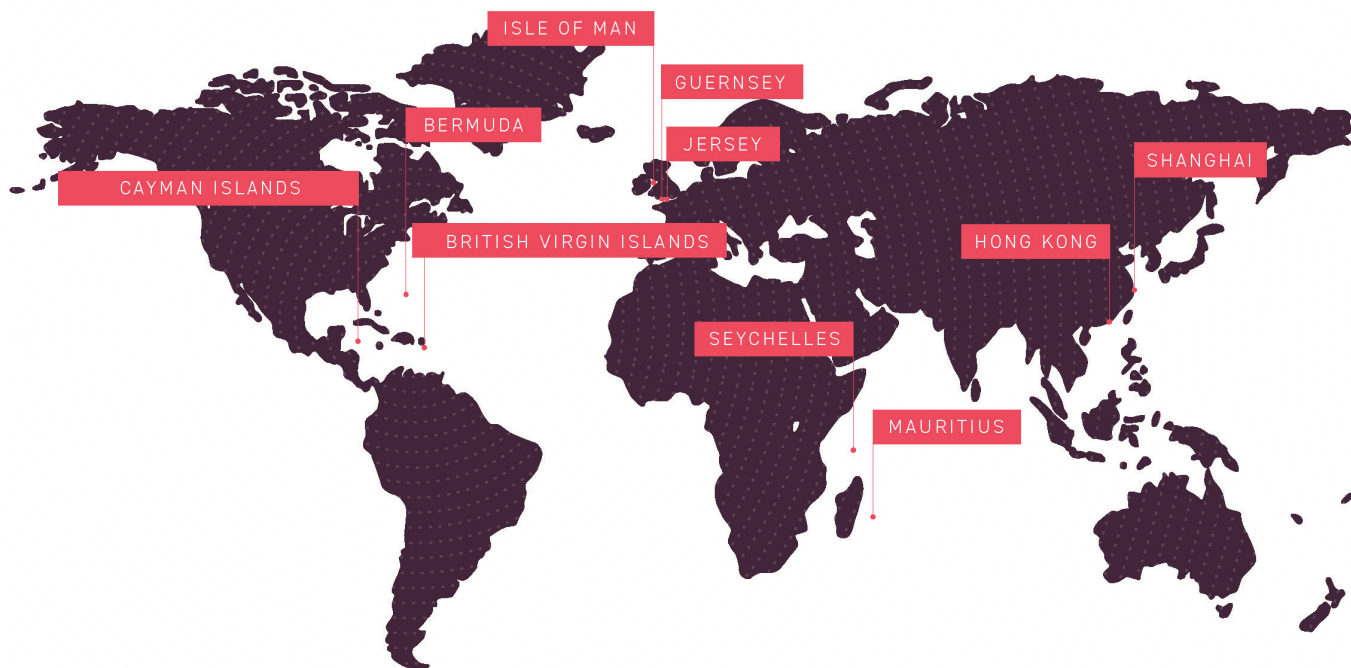 ISLE OF MAN
GUERNSEY
BERMUDA
JERSEY
SHANGHAI
CAYMAN ISLANDS
BRITISH VIRGIN ISLANDS
HONG KONG
SEYCHELLES
MAURITIUS